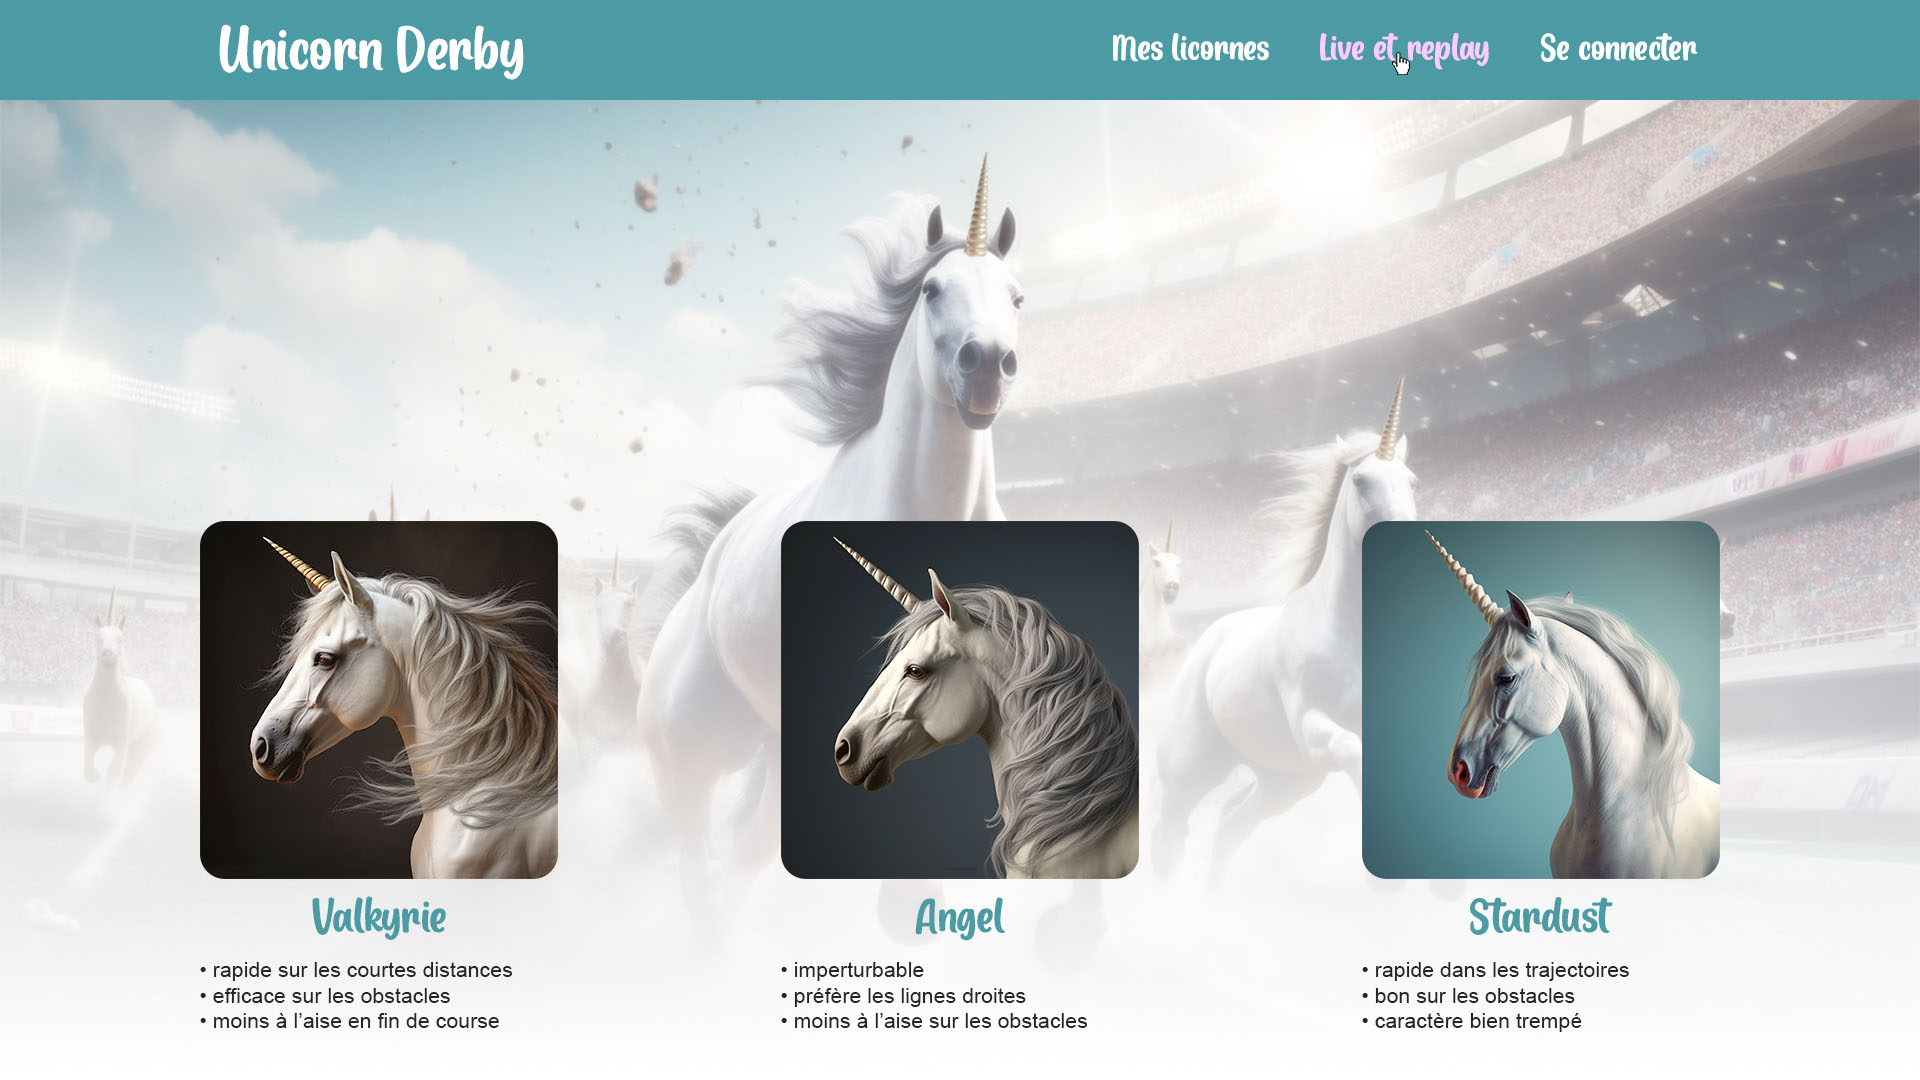 Unicorn Derby
Mes licornes
Live et replay
Se connecter
Valkyrie
• rapide sur les courtes distances
• efficace sur les obstacles
• moins à l’aise en fin de course
Angel
• imperturbable
• préfère les lignes droites
• moins à l’aise sur les obstacles
Stardust
• rapide dans les trajectoires
• bon sur les obstacles
• caractère bien trempé